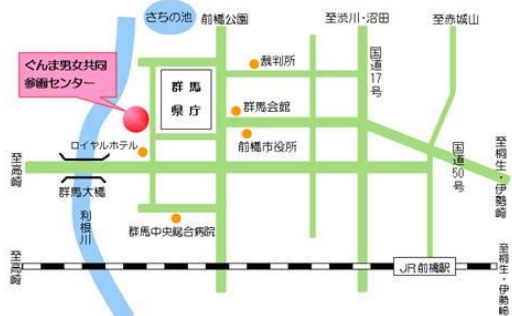 さちの池
前橋公園
至渋川・沼田
至赤城山
ぐんま男女共同
参画センター
裁判所
国道17号
群馬
県庁
群馬会館
前橋市役所
ロイヤルホテル
国道50号
至桐生・伊勢崎
至高崎
群馬大橋
利根川
群馬中央総合病院
至高崎
JR前橋駅
至桐生・伊勢崎